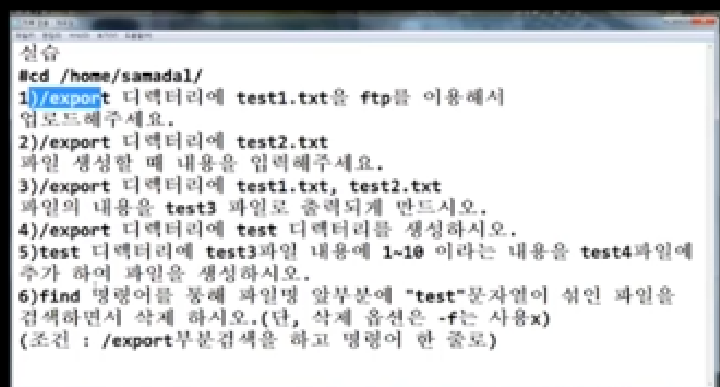 실습
#cd /home/samadal/
1)/export 디렉터리에 test1.txt을 ftp를 이용해서
업로드해주세요.
2)/export 디렉터리에 test2.txt
파일 생성할 때 내용을 입력해주세요.
3)/export 디렉터리에 test1.txt, test2.txt
파일의 내용을 test3 파일로 출력되게 만드시오.
4)/export 디렉터리에 test 디렉터리를 생성하시오.
5)test 디렉터리에 test3파일 내용에 1~10 이라는 내용을 test4파일에
추가 하여 파일을 생성하시오.
6)find 명령어를 통해 파일명 앞부분에 "test"문자열이 섞인 파일을
검색하면서 삭제 하시오.(단, 삭제 옵션은 -f는 사용x)
(조건 : /export부분검색을 하고 명령어 한 줄로)